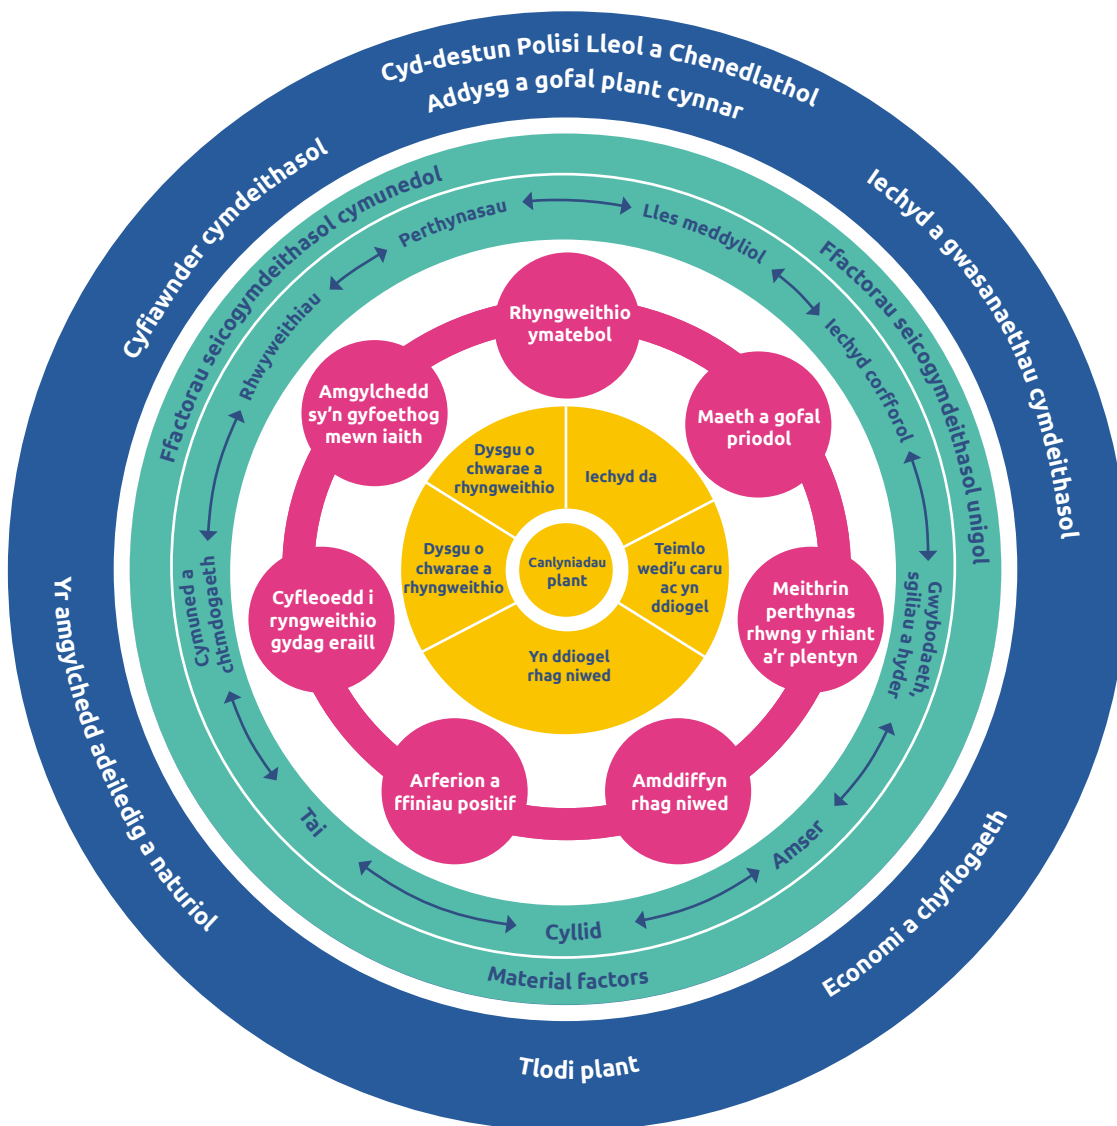 Cyd-destun Polisi Lleol a Chenedlathol
Addysg a gofal plant cynnar
Iechyd a gwasanaethau cymdeithasol
Economi a chyflogaeth
Tlodi plant
Yr amgylchedd adeiledig a naturiol
Cyfiawnder cymdeithasol
Ffactorau seicogymdeithasol cymunedol
Ffactorau seicogymdeithasol unigol
Material factors
Perthynasau
Lles meddyliol
Iechyd corfforol
Gwybodaeth,
sgiliau a hyder
Amser
Cyllid
Tai
Cymuned a
chtmdogaeth
Rhwyweithiau
Rhyngweithio
ymatebol
Maeth a gofal
priodol
Meithrin
perthynas
rhwng y rhiant
a'r plentyn
Amddiffyn
rhag niwed
Arferion a
ffiniau positif
Cyfleoedd i
ryngweithio
gydag eraill
Amgylchedd
sy'n gyfoethog
mewn iaith
Dysgu o
chwarae a
rhyngweithio
Iechyd da
Teimlo
wedi'u caru
ac yn
ddiogel
Yn ddiogel
rhag niwed
Dysgu o
chwarae a
rhyngweithio
Canlyniadau
plant